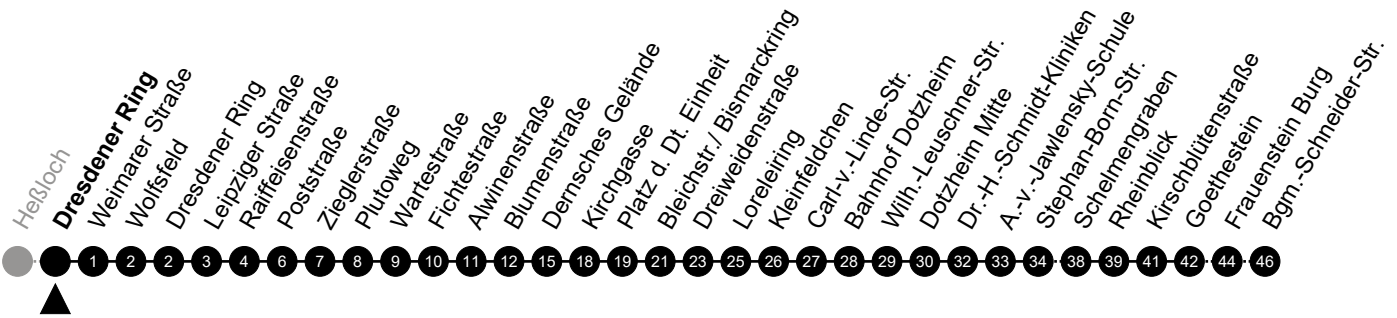 Heßloch
Dresdener Ring
Weimarer Straße
Wolfsfeld
Dresdener Ring
Leipziger Straße
Raiffeisenstraße
Poststraße
Zieglerstraße
Plutoweg
Wartestraße
Fichtestraße
Alwinenstraße
Blumenstraße
Dernsches Gelände
Kirchgasse
Platz d. Dt. Einheit
Bleichstr./ Bismarckring
Dreiweidenstraße
Loreleiring
Kleinfeldchen
Carl-v.-Linde-Str.
Bahnhof Dotzheim
Wilh.-Leuschner-Str.
Dotzheim Mitte
Dr.-H.-Schmidt-Kliniken
A.-v.-Jawlensky-Schule
Stephan-Born-Str.
Schelmengraben
Rheinblick
Kirschblütenstraße
Goethestein
Frauenstein Burg
Bgm.-Schneider-Str.
1 2 2 3 4 6 7 8 9 10 11 12 15 18 19 21 23 25 26 27 28 29 30 32 33 34 38 39 41 42 44 46